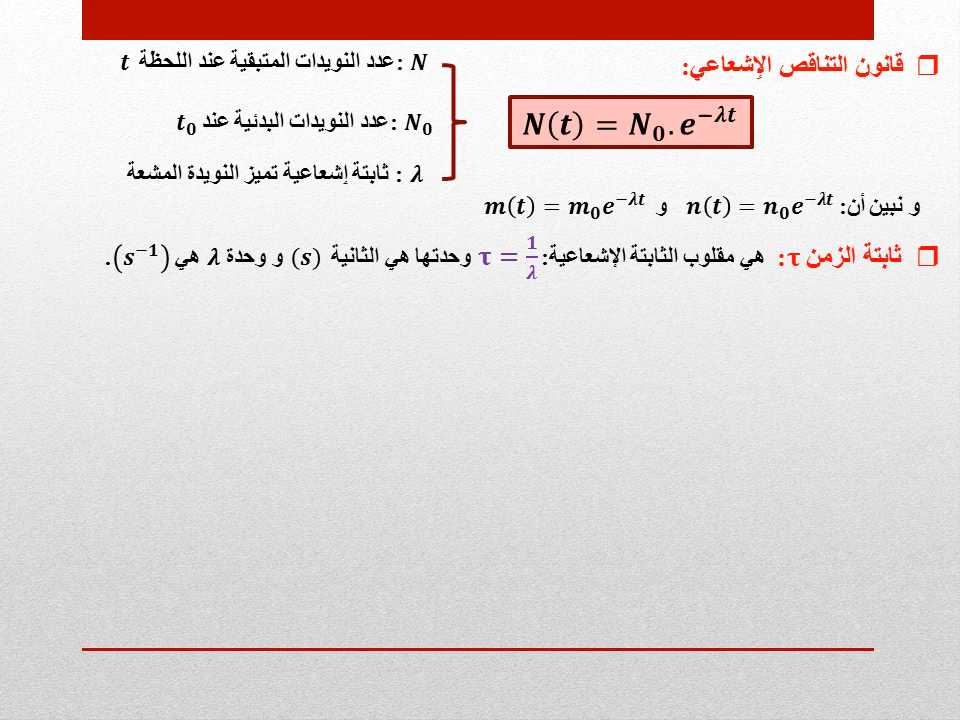 ❒ قانون التناقص الإشعاعي:
N(t) = N₀. e^{−λt}
N : عدد النويدات المتبقية عند اللحظة t
N₀ : عدد النويدات البدئية عند t₀
λ : ثابتة إشعاعية تميز النويدة المشعة
و نبين أن: n(t) = n₀e^{−λt} و m(t) = m₀e^{−λt}
❒ ثابتة الزمن τ: هي مقلوب الثابتة الإشعاعية: τ = 1/λ وحدتها هي الثانية (s) و وحدة λ هي (s⁻¹).